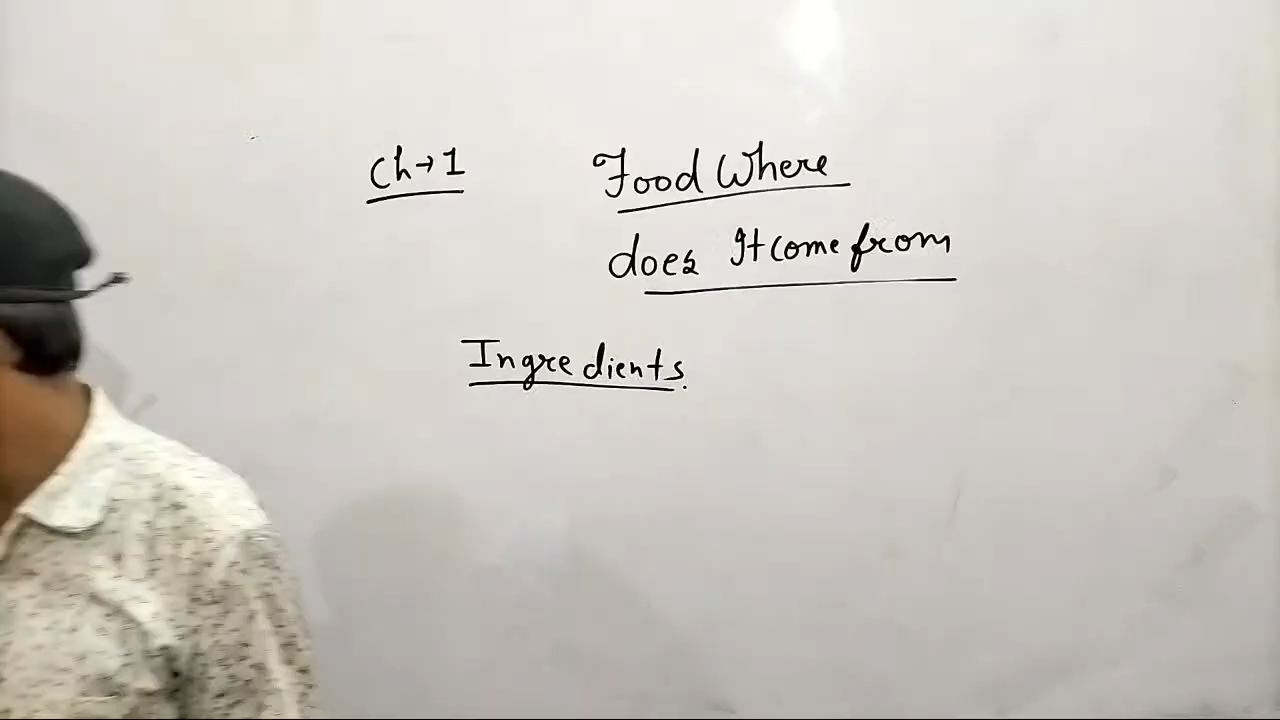 Ch→1
Food Where
does It come from
Ingredients.